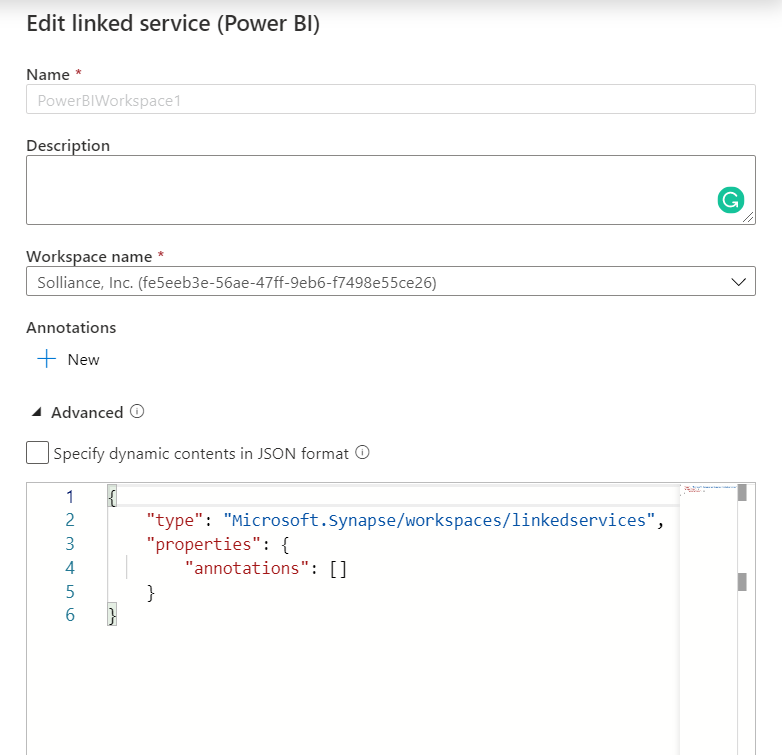 Edit linked service (Power BI)
Name *
PowerBIWorkspace1
Description
G
Workspace name *
Solliance, Inc. (fe5eeb3e-56ae-47ff-9eb6-f7498e55ce26)
Annotations
New
Advanced
Specify dynamic contents in JSON format
1 {
2 "type": "Microsoft.Synapse/workspaces/linkedservices",
3 "properties": {
4 "annotations": []
5 }
6 }